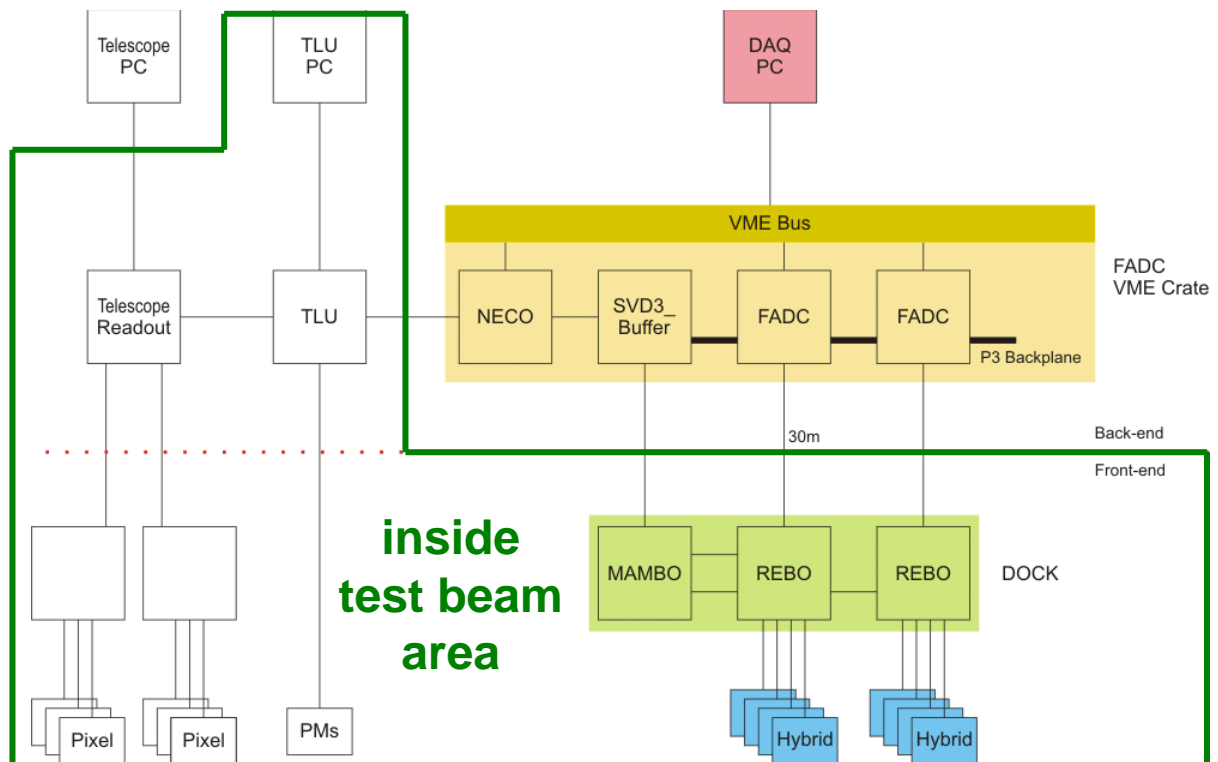 Telescope
PC
TLU
PC
DAQ
PC
VME Bus
FADC
VME Crate
Telescope
Readout
TLU
NECO
SVD3_
Buffer
FADC
FADC
P3 Backplane
30m
Back-end
Front-end
inside
test beam
area
MAMBO
REBO
REBO
DOCK
Pixel
Pixel
PMs
Hybrid
Hybrid